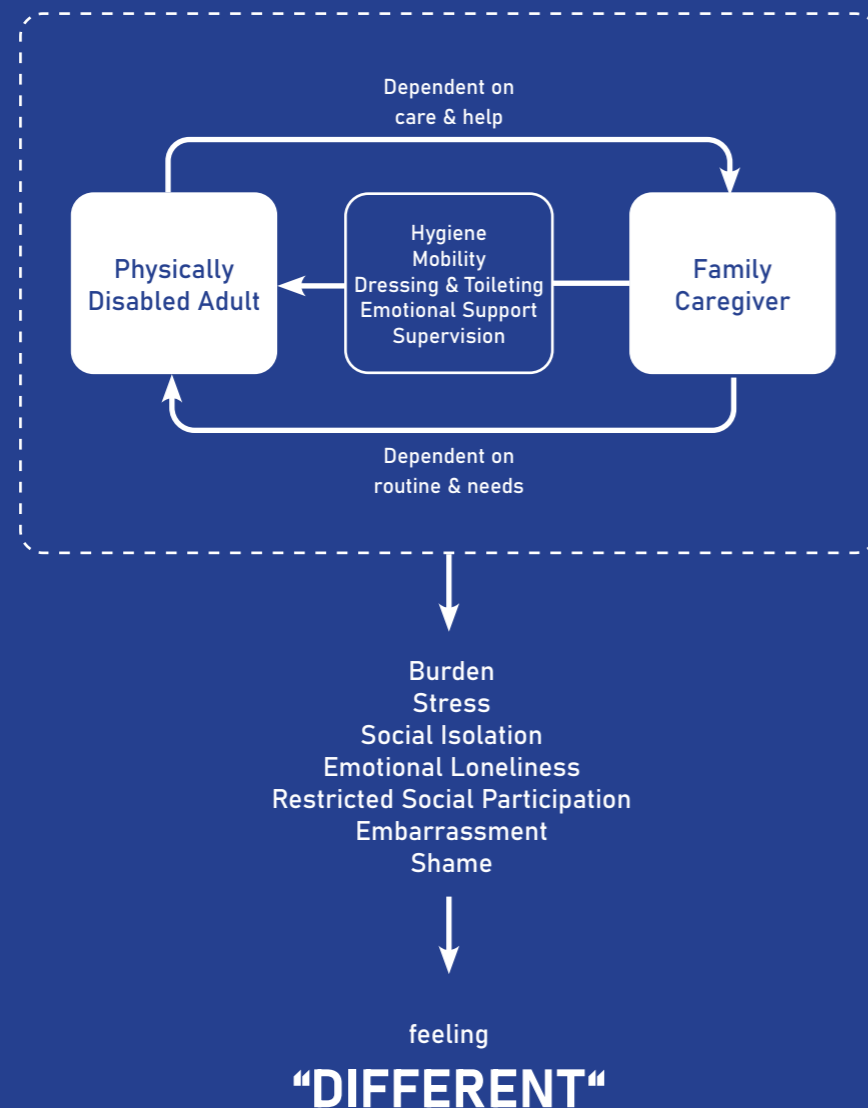 Dependent on
care & help
Physically
Disabled Adult
Hygiene
Mobility
Dressing & Toileting
Emotional Support
Supervision
Family
Caregiver
Dependent on
routine & needs
Burden
Stress
Social Isolation
Emotional Loneliness
Restricted Social Participation
Embarrassment
Shame
feeling
“DIFFERENT“